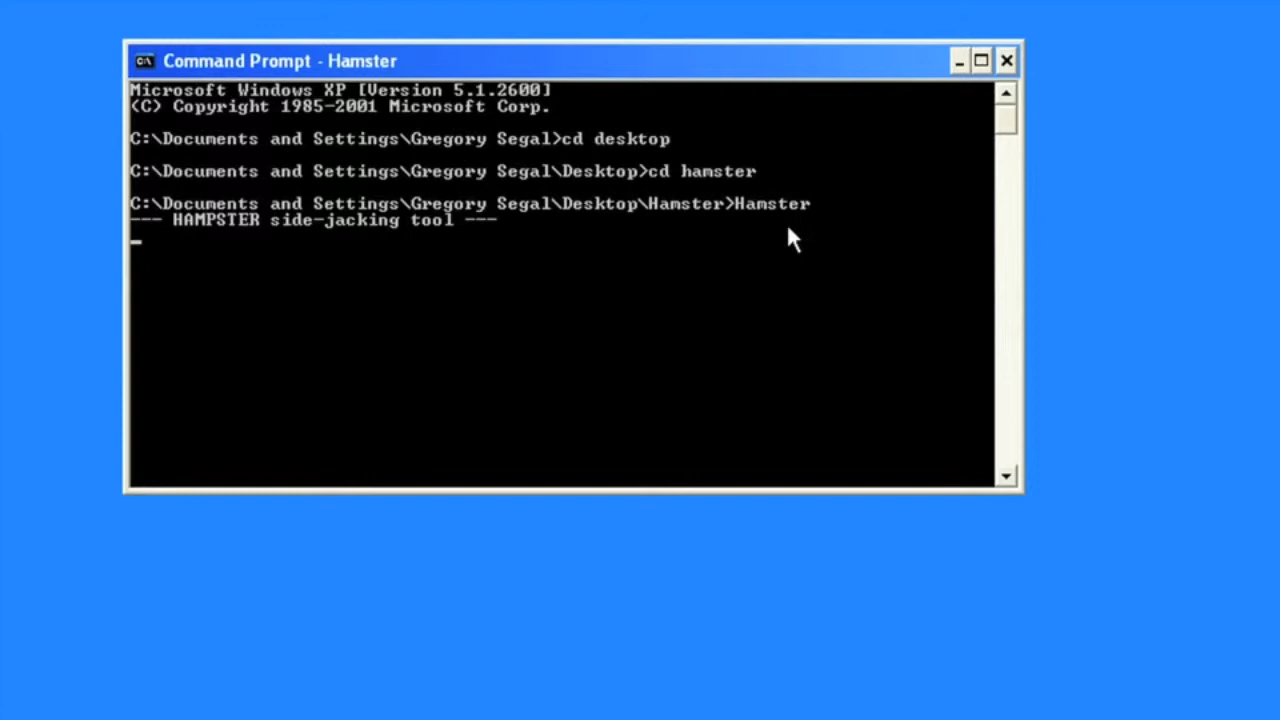 Command Prompt - Hamster
Microsoft Windows XP [Version 5.1.2600]
(C) Copyright 1985-2001 Microsoft Corp.
C:\Documents and Settings\Gregory Segal>cd desktop
C:\Documents and Settings\Gregory Segal\Desktop>cd hamster
C:\Documents and Settings\Gregory Segal\Desktop\Hamster>Hamster
--- HAMPSTER side-jacking tool ---